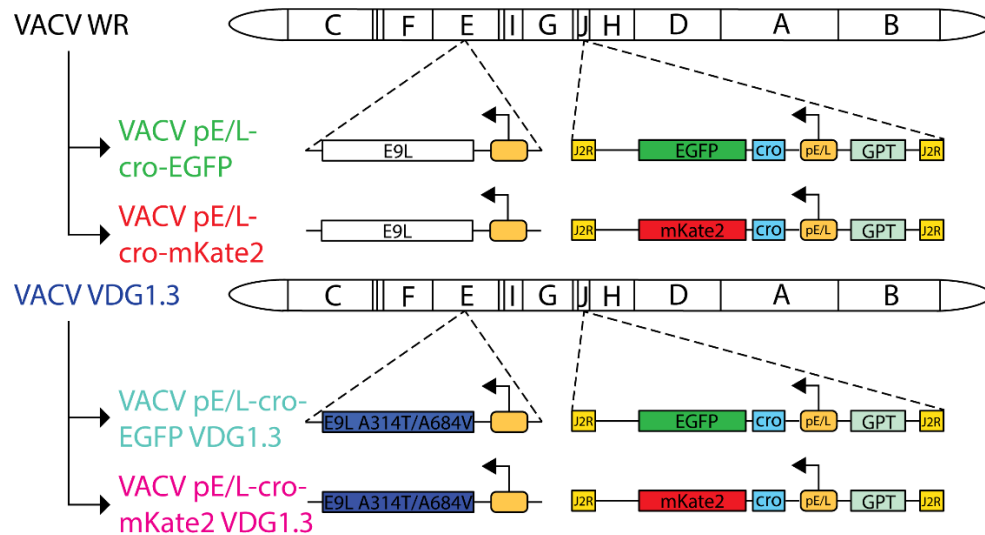 VACV WR
C F E I G J H D A B
VACV pE/L-
cro-EGFP
E9L
J2R EGFP cro pE/L GPT J2R
VACV pE/L-
cro-mKate2
E9L
J2R mKate2 cro pE/L GPT J2R
VACV VDG1.3
C F E I G J H D A B
VACV pE/L-cro-
EGFP VDG1.3
E9L A314T/A684V
J2R EGFP cro pE/L GPT J2R
VACV pE/L-cro-
mKate2 VDG1.3
E9L A314T/A684V
J2R mKate2 cro pE/L GPT J2R